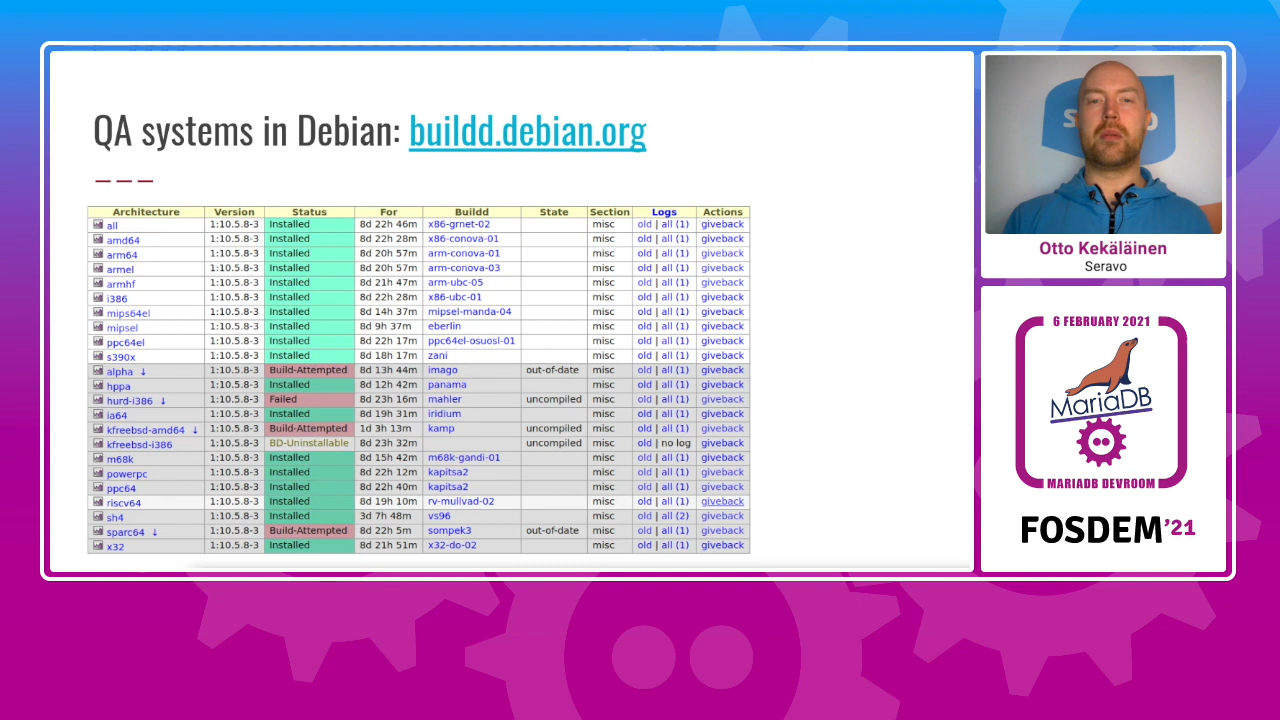 QA systems in Debian: buildd.debian.org
Architecture Version Status For Buildd State Section Logs Actions
all 1:10.5.8-3 Installed 8d 22h 46m x86-grnet-02 misc old | all (1) giveback
amd64 1:10.5.8-3 Installed 8d 22h 28m x86-conova-01 misc old | all (1) giveback
arm64 1:10.5.8-3 Installed 8d 20h 57m arm-conova-01 misc old | all (1) giveback
armel 1:10.5.8-3 Installed 8d 20h 57m arm-conova-03 misc old | all (1) giveback
armhf 1:10.5.8-3 Installed 8d 21h 47m arm-ubc-05 misc old | all (1) giveback
i386 1:10.5.8-3 Installed 8d 22h 28m x86-ubc-01 misc old | all (1) giveback
mips64el 1:10.5.8-3 Installed 8d 14h 37m mipsel-manda-04 misc old | all (1) giveback
mipsel 1:10.5.8-3 Installed 8d 9h 37m eberlin misc old | all (1) giveback
ppc64el 1:10.5.8-3 Installed 8d 22h 17m ppc64el-osuosl-01 misc old | all (1) giveback
s390x 1:10.5.8-3 Installed 8d 18h 17m zani misc old | all (1) giveback
alpha ↓ 1:10.5.8-3 Build-Attempted 8d 13h 44m imago out-of-date misc old | all (1) giveback
hppa 1:10.5.8-3 Installed 8d 12h 42m panama misc old | all (1) giveback
hurd-i386 ↓ 1:10.5.8-3 Failed 8d 23h 16m mahler uncompiled misc old | all (1) giveback
ia64 1:10.5.8-3 Installed 8d 19h 31m iridium misc old | all (1) giveback
kfreebsd-amd64 ↓ 1:10.5.8-3 Build-Attempted 1d 3h 13m kamp uncompiled misc old | all (1) giveback
kfreebsd-i386 1:10.5.8-3 BD-Uninstallable 8d 23h 32m uncompiled misc old | no log giveback
m68k 1:10.5.8-3 Installed 8d 15h 42m m68k-gandi-01 misc old | all (1) giveback
powerpc 1:10.5.8-3 Installed 8d 22h 12m kapitsa2 misc old | all (1) giveback
ppc64 1:10.5.8-3 Installed 8d 22h 40m kapitsa2 misc old | all (1) giveback
riscv64 1:10.5.8-3 Installed 8d 19h 10m rv-mullvad-02 misc old | all (1) giveback
sh4 1:10.5.8-3 Installed 3d 7h 48m vs96 misc old | all (2) giveback
sparc64 ↓ 1:10.5.8-3 Build-Attempted 8d 22h 5m sompek3 out-of-date misc old | all (1) giveback
x32 1:10.5.8-3 Installed 8d 21h 51m x32-do-02 misc old | all (1) giveback
Otto Kekäläinen
Seravo
6 FEBRUARY 2021
MariaDB
MARIADB DEVROOM
FOSDEM'21